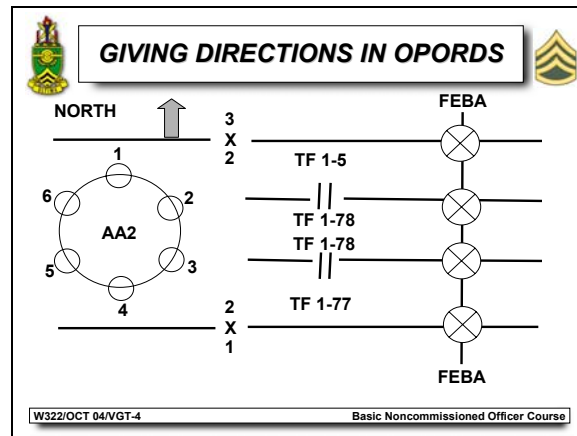 GIVING DIRECTIONS IN OPORDS
NORTH
FEBA
3
X
2
TF 1-5
1
6
2
AA2
5
3
4
TF 1-78
TF 1-78
TF 1-77
2
X
1
FEBA
W322/OCT 04/VGT-4
Basic Noncommissioned Officer Course